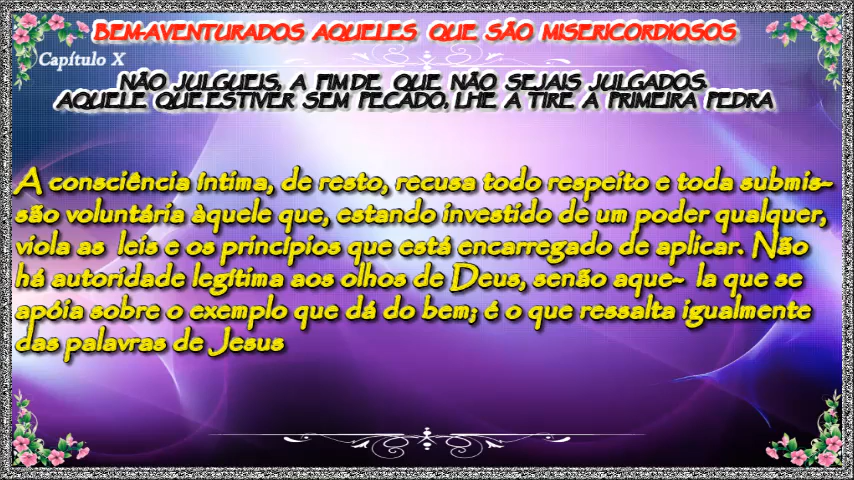 BEM-AVENTURADOS AQUELES QUE SÃO MISERICORDIOSOS
Capítulo X
NÃO JULGUEIS, A FIM DE QUE NÃO SEJAIS JULGADOS.
AQUELE QUE ESTIVER SEM PECADO, LHE A TIRE A PRIMEIRA PEDRA
A consciência íntima, de resto, recusa todo respeito e toda submis-
são voluntária àquele que, estando investido de um poder qualquer,
viola as leis e os princípios que está encarregado de aplicar. Não
há autoridade legítima aos olhos de Deus, senão aque- la que se
apóia sobre o exemplo que dá do bem; é o que ressalta igualmente
das palavras de Jesus